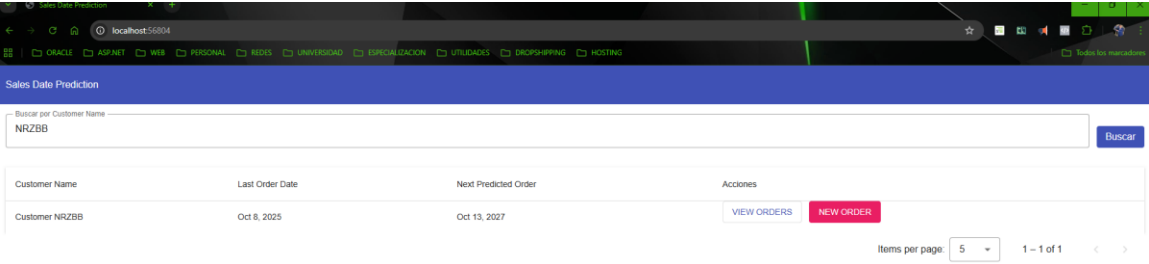 Sales Date Prediction
localhost:56804
ORACLE ASP.NET WEB PERSONAL REDES UNIVERSIDAD ESPECIALIZACION UTILIDADES DROPSHIPPING HOSTING Todos los marcadores
Sales Date Prediction
Buscar por Customer Name
NRZBB
Buscar
Customer Name Last Order Date Next Predicted Order Acciones
Customer NRZBB Oct 8, 2025 Oct 13, 2027 VIEW ORDERS NEW ORDER
Items per page: 5 1 – 1 of 1